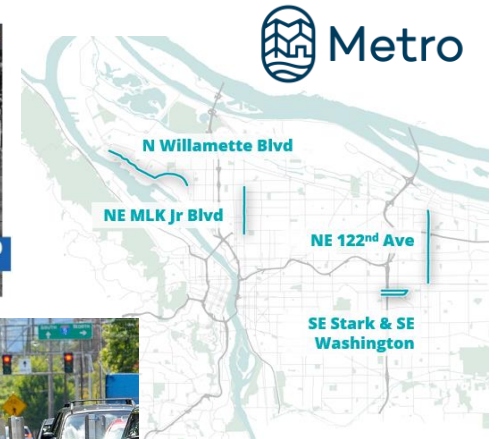 Metro
N Willamette Blvd
NE MLK Jr Blvd
NE 122nd Ave
SE Stark & SE
Washington